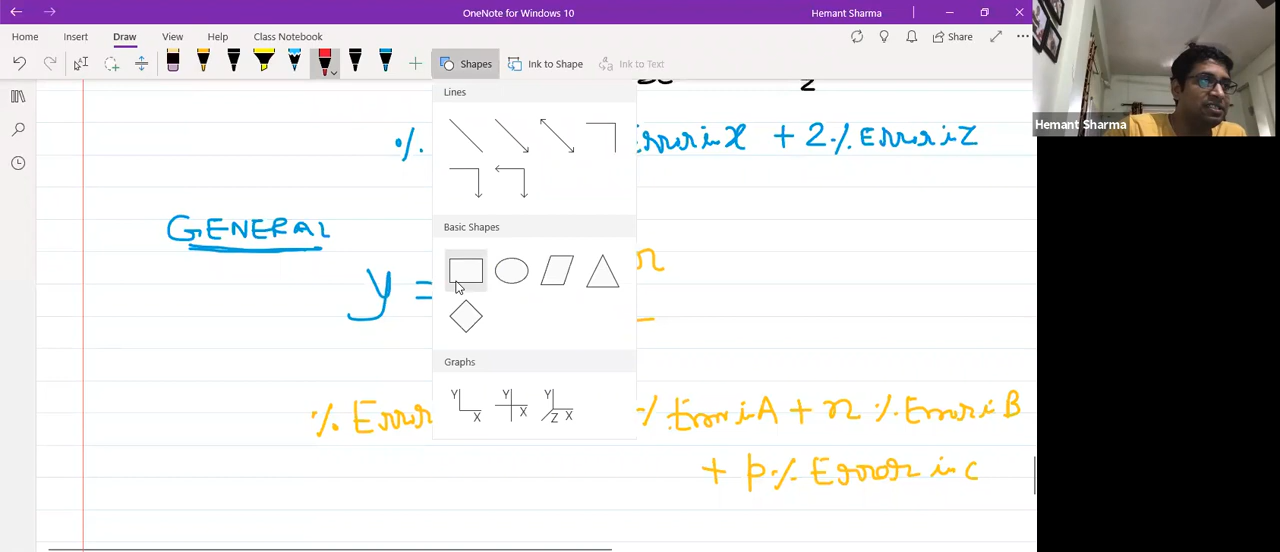 OneNote for Windows 10
Hemant Sharma
Home Insert Draw View Help Class Notebook
Share
Shapes Ink to Shape Ink to Text
Lines
Hemant Sharma
z
% Error in x + 2 % Error in z
Basic Shapes
GENERAL
n
y =
Graphs
Y X Y X Y Z X
% Error % Error in A + n % Error in B
+ p % Error in C